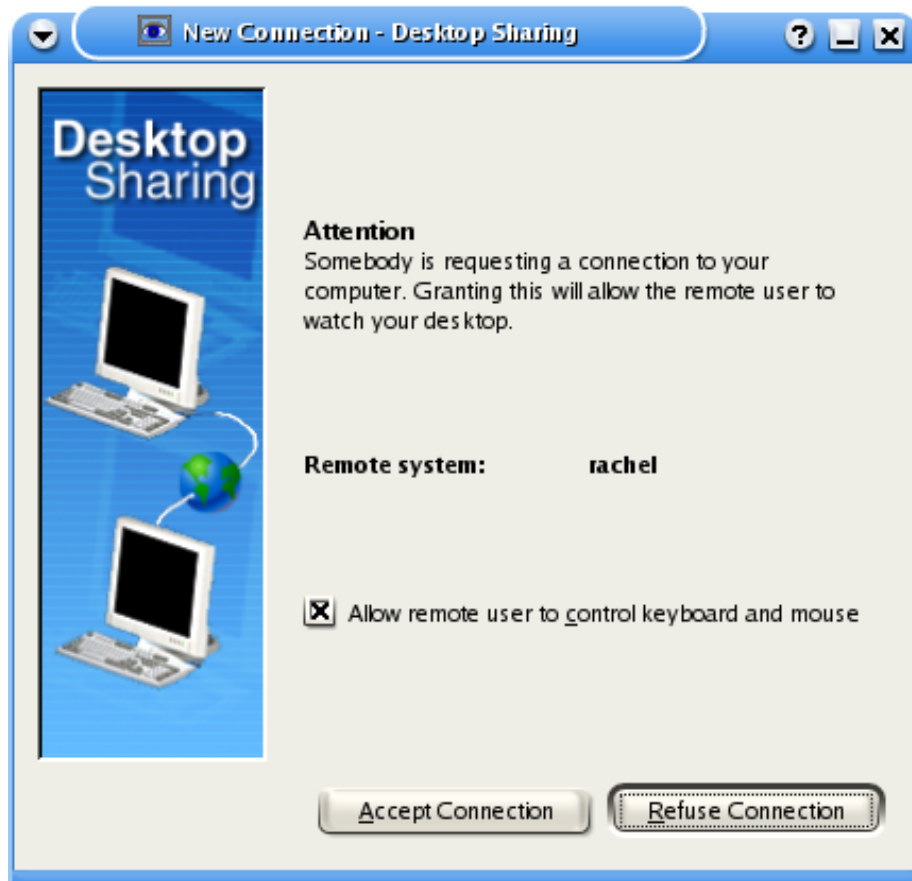 New Connection - Desktop Sharing
Desktop
Sharing
Attention
Somebody is requesting a connection to your
computer. Granting this will allow the remote user to
watch your desktop.
Remote system: rachel
Allow remote user to control keyboard and mouse
Accept Connection Refuse Connection